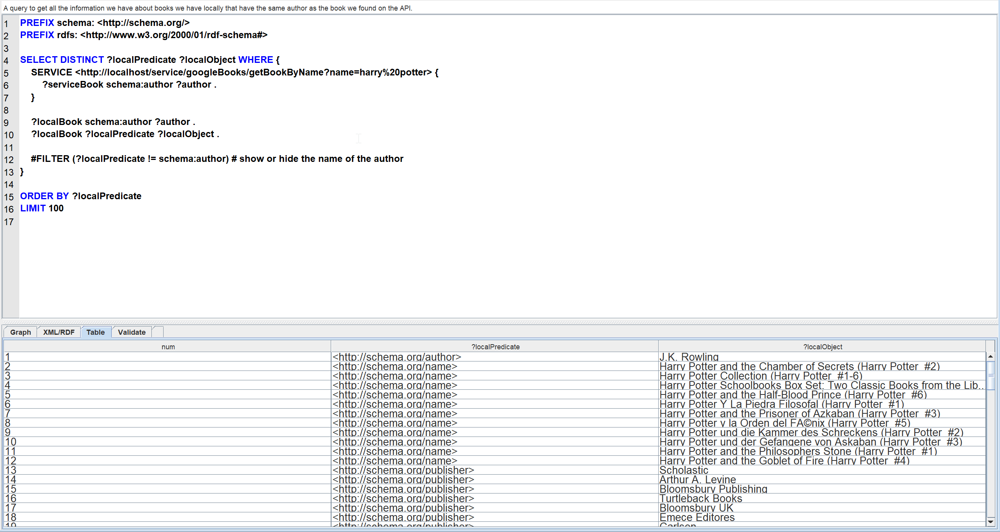 A query to get all the information we have about books we have locally that have the same author as the book we found on the API.
1 PREFIX schema: <http://schema.org/>
2 PREFIX rdfs: <http://www.w3.org/2000/01/rdf-schema#>
3
4 SELECT DISTINCT ?localPredicate ?localObject WHERE {
5 SERVICE <http://localhost/service/googleBooks/getBookByName?name=harry%20potter> {
6 ?serviceBook schema:author ?author .
7 }
8
9 ?localBook schema:author ?author .
10 ?localBook ?localPredicate ?localObject .
11
12 #FILTER (?localPredicate != schema:author) # show or hide the name of the author
13 }
14
15 ORDER BY ?localPredicate
16 LIMIT 100
17
Graph XML/RDF Table Validate
num ?localPredicate ?localObject
1 <http://schema.org/author> J.K. Rowling
2 <http://schema.org/name> Harry Potter and the Chamber of Secrets (Harry Potter #2)
3 <http://schema.org/name> Harry Potter Collection (Harry Potter #1-6)
4 <http://schema.org/name> Harry Potter Schoolbooks Box Set: Two Classic Books from the Lib...
5 <http://schema.org/name> Harry Potter and the Half-Blood Prince (Harry Potter #6)
6 <http://schema.org/name> Harry Potter Y La Piedra Filosofal (Harry Potter #1)
7 <http://schema.org/name> Harry Potter and the Prisoner of Azkaban (Harry Potter #3)
8 <http://schema.org/name> Harry Potter y la Orden del FÃ©nix (Harry Potter #5)
9 <http://schema.org/name> Harry Potter und die Kammer des Schreckens (Harry Potter #2)
10 <http://schema.org/name> Harry Potter und der Gefangene von Askaban (Harry Potter #3)
11 <http://schema.org/name> Harry Potter and the Philosophers Stone (Harry Potter #1)
12 <http://schema.org/name> Harry Potter and the Goblet of Fire (Harry Potter #4)
13 <http://schema.org/publisher> Scholastic
14 <http://schema.org/publisher> Arthur A. Levine
15 <http://schema.org/publisher> Bloomsbury Publishing
16 <http://schema.org/publisher> Turtleback Books
17 <http://schema.org/publisher> Bloomsbury UK
18 <http://schema.org/publisher> Emece Editores
19 <http://schema.org/publisher> Carlsen